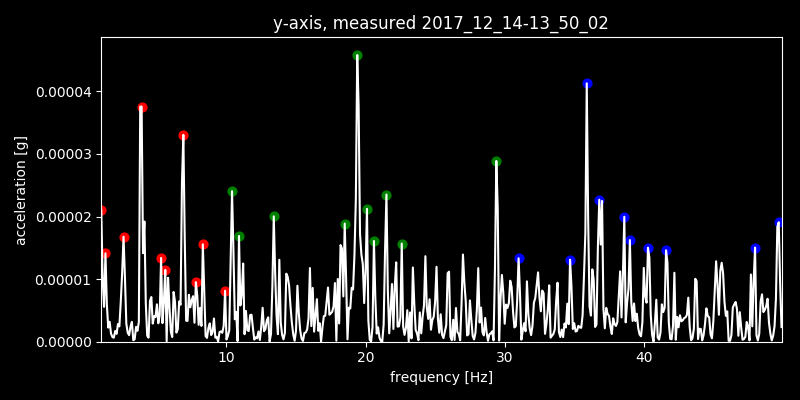 y-axis, measured 2017_12_14-13_50_02
0.00004
0.00003
0.00002
0.00001
0.00000
acceleration [g]
10 20 30 40
frequency [Hz]